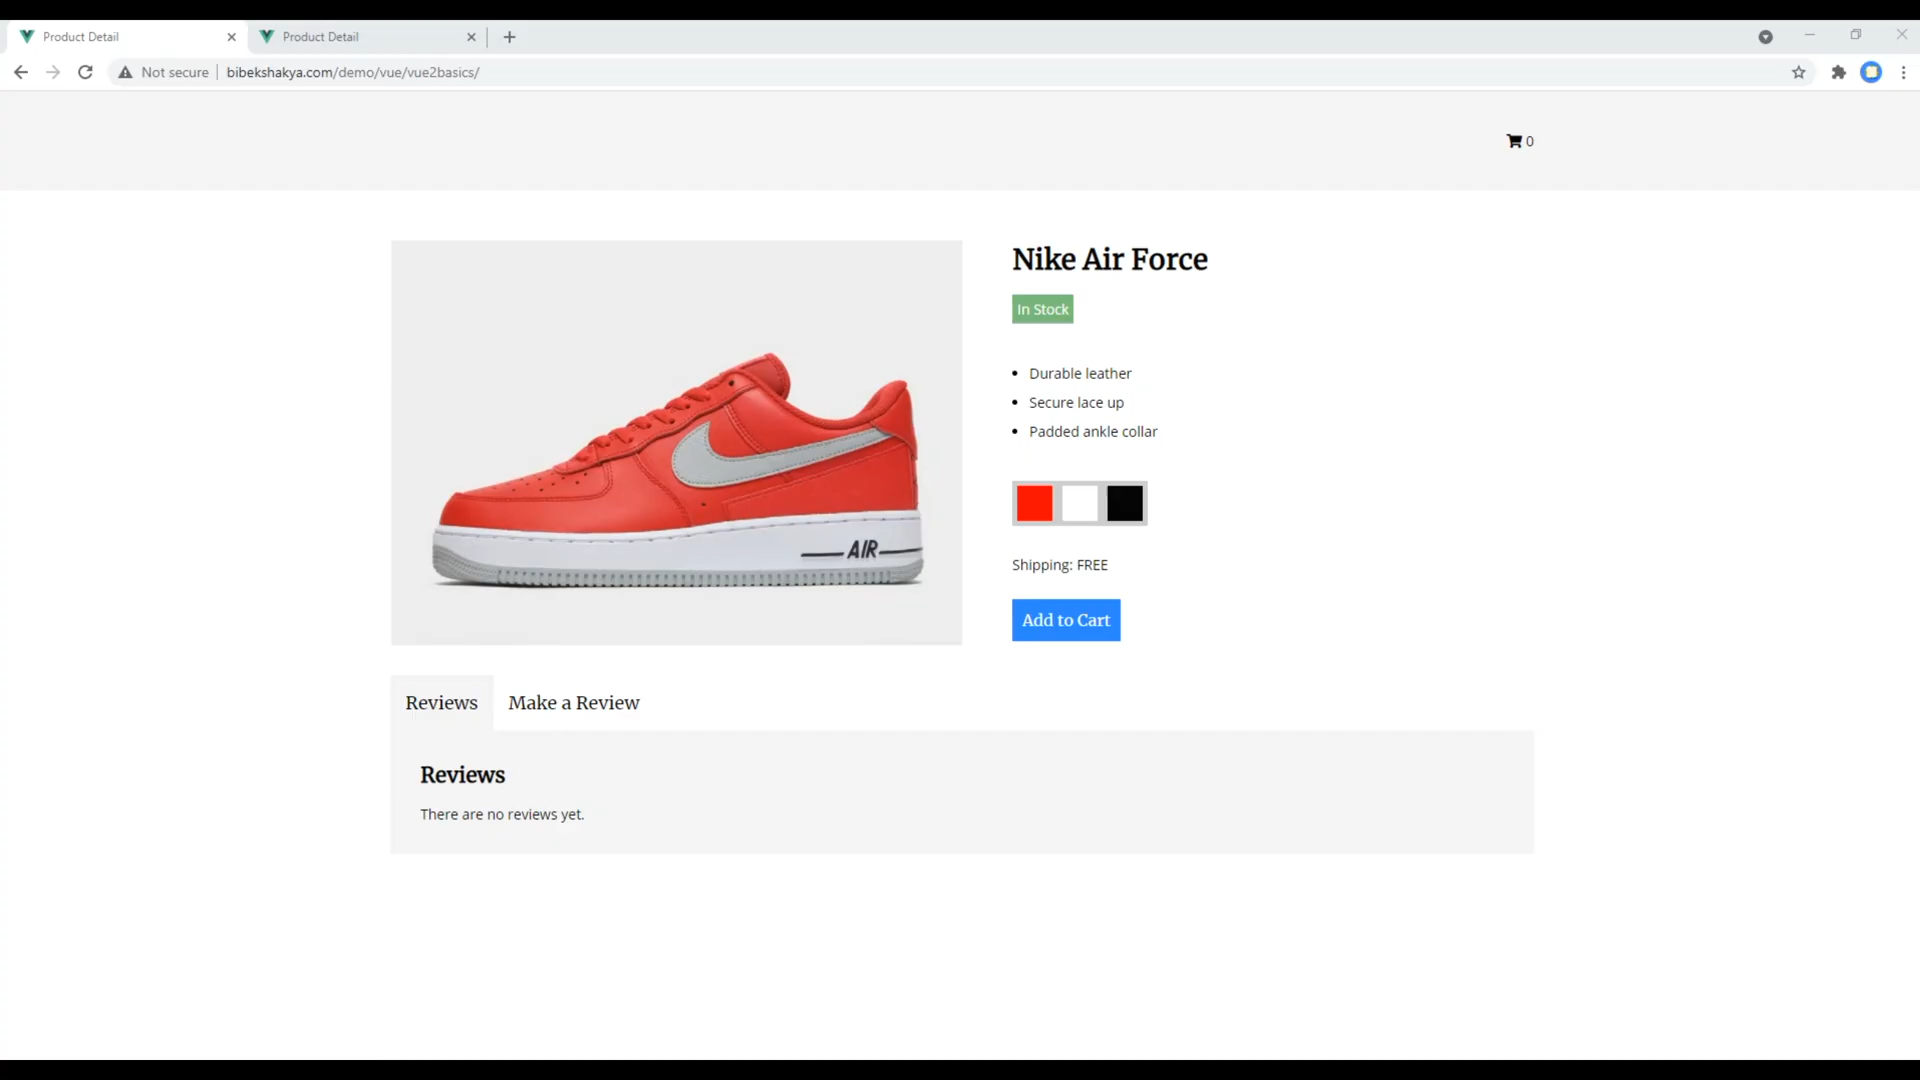 Product Detail
Product Detail
Not secure
bibekshakya.com/demo/vue/vue2basics/
0
Nike Air Force
In Stock
Durable leather
Secure lace up
Padded ankle collar
AIR
Shipping: FREE
Add to Cart
Reviews
Make a Review
Reviews
There are no reviews yet.